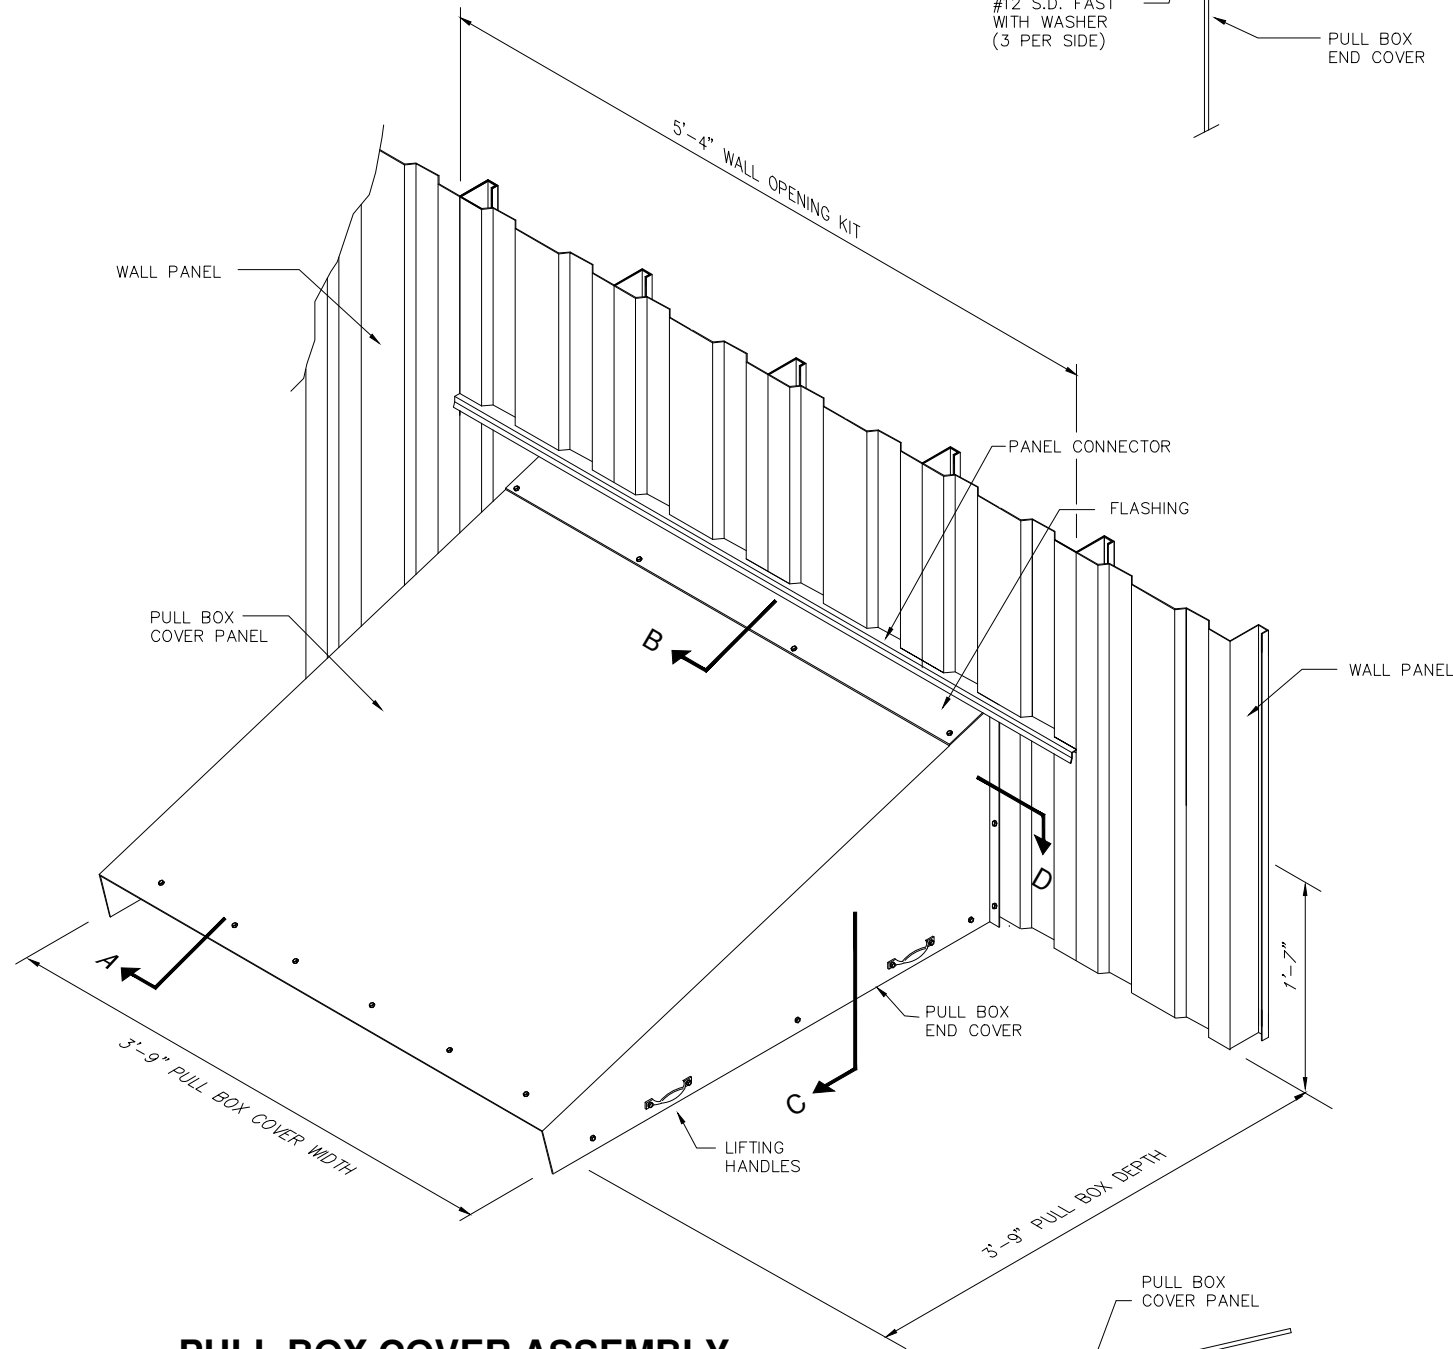 #12 S.D. FAST
WITH WASHER
(3 PER SIDE)
PULL BOX
END COVER
5'-4" WALL OPENING KIT
WALL PANEL
PANEL CONNECTOR
FLASHING
PULL BOX
COVER PANEL
B
WALL PANEL
D
A
1'-7"
PULL BOX
END COVER
3'-9" PULL BOX COVER WIDTH
C
LIFTING
HANDLES
3'-9" PULL BOX DEPTH
PULL BOX
COVER PANEL
PULL BOX COVER ASSEMBLY